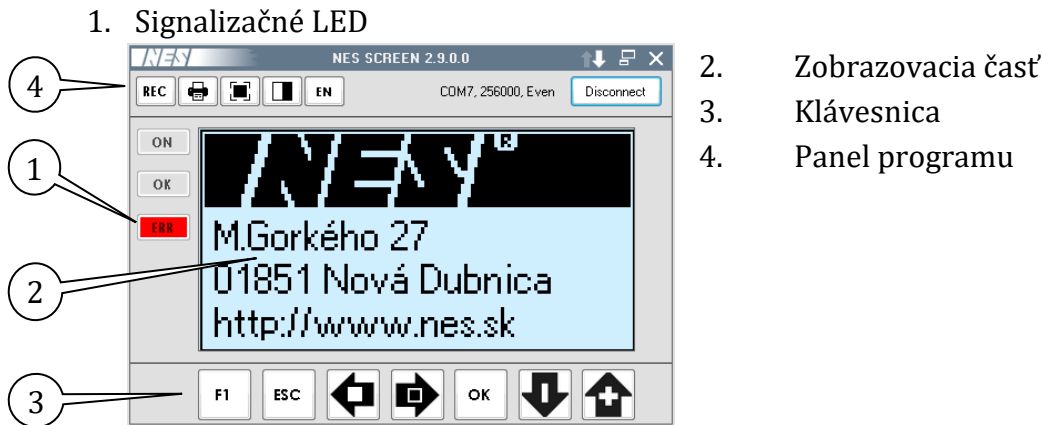 1. Signalizačné LED
NES NES SCREEN 2.9.0.0
2. Zobrazovacia časť
3. Klávesnica
4. Panel programu
4
REC EN COM7, 256000, Even Disconnect
ON
1
OK
ERR
NES®
M.Gorkého 27
2
01851 Nová Dubnica
http://www.nes.sk
3
F1 ESC OK